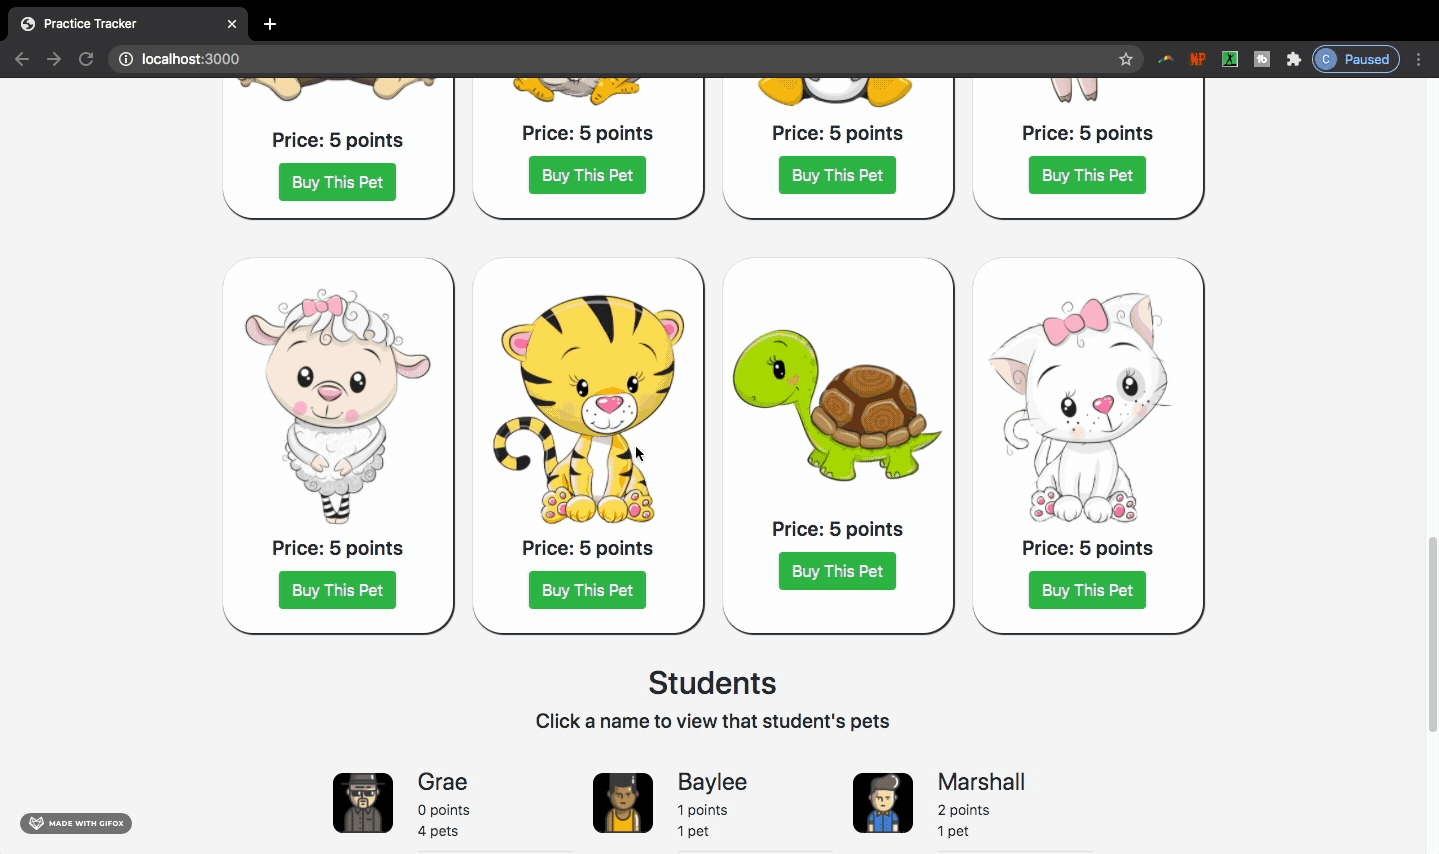 Practice Tracker
localhost:3000
NP
X
tb
C Paused
Price: 5 points
Price: 5 points
Price: 5 points
Price: 5 points
Buy This Pet
Buy This Pet
Buy This Pet
Buy This Pet
Price: 5 points
Price: 5 points
Price: 5 points
Price: 5 points
Buy This Pet
Buy This Pet
Buy This Pet
Buy This Pet
Students
Click a name to view that student's pets
Grae
0 points
4 pets
Baylee
1 points
1 pet
Marshall
2 points
1 pet
MADE WITH GIFOX